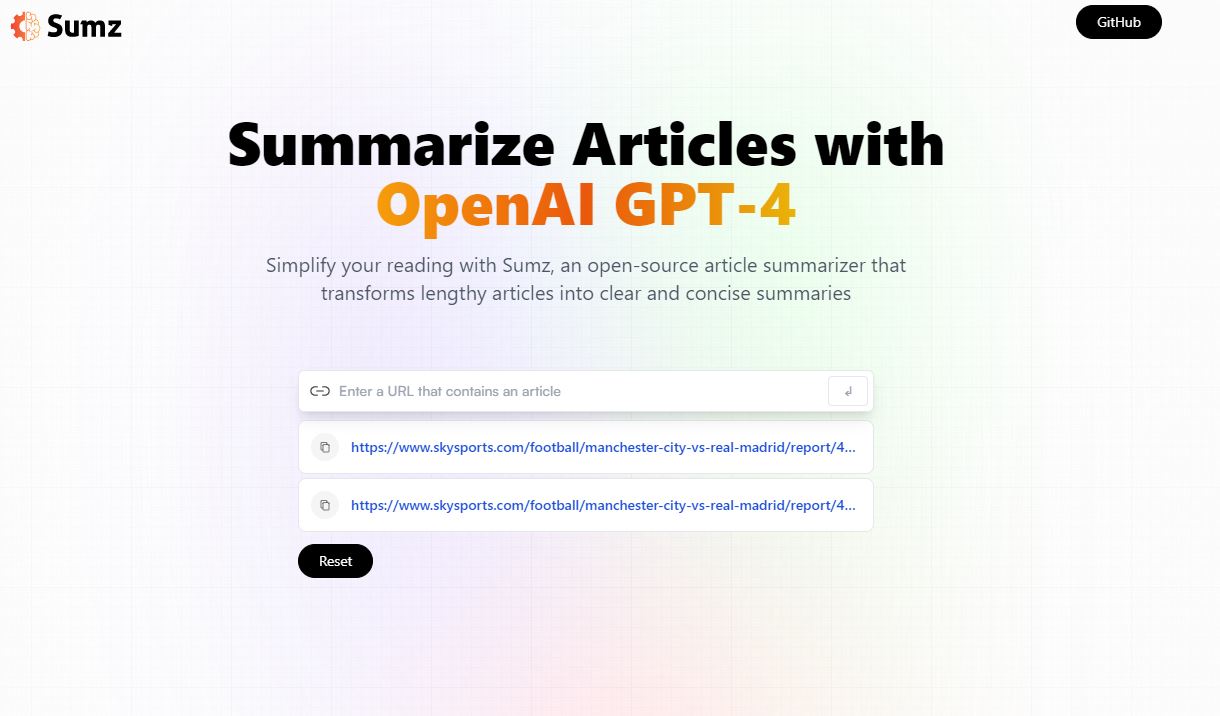 Sumz
GitHub
Summarize Articles with
OpenAI GPT-4
Simplify your reading with Sumz, an open-source article summarizer that
transforms lengthy articles into clear and concise summaries
Enter a URL that contains an article
https://www.skysports.com/football/manchester-city-vs-real-madrid/report/4...
https://www.skysports.com/football/manchester-city-vs-real-madrid/report/4...
Reset